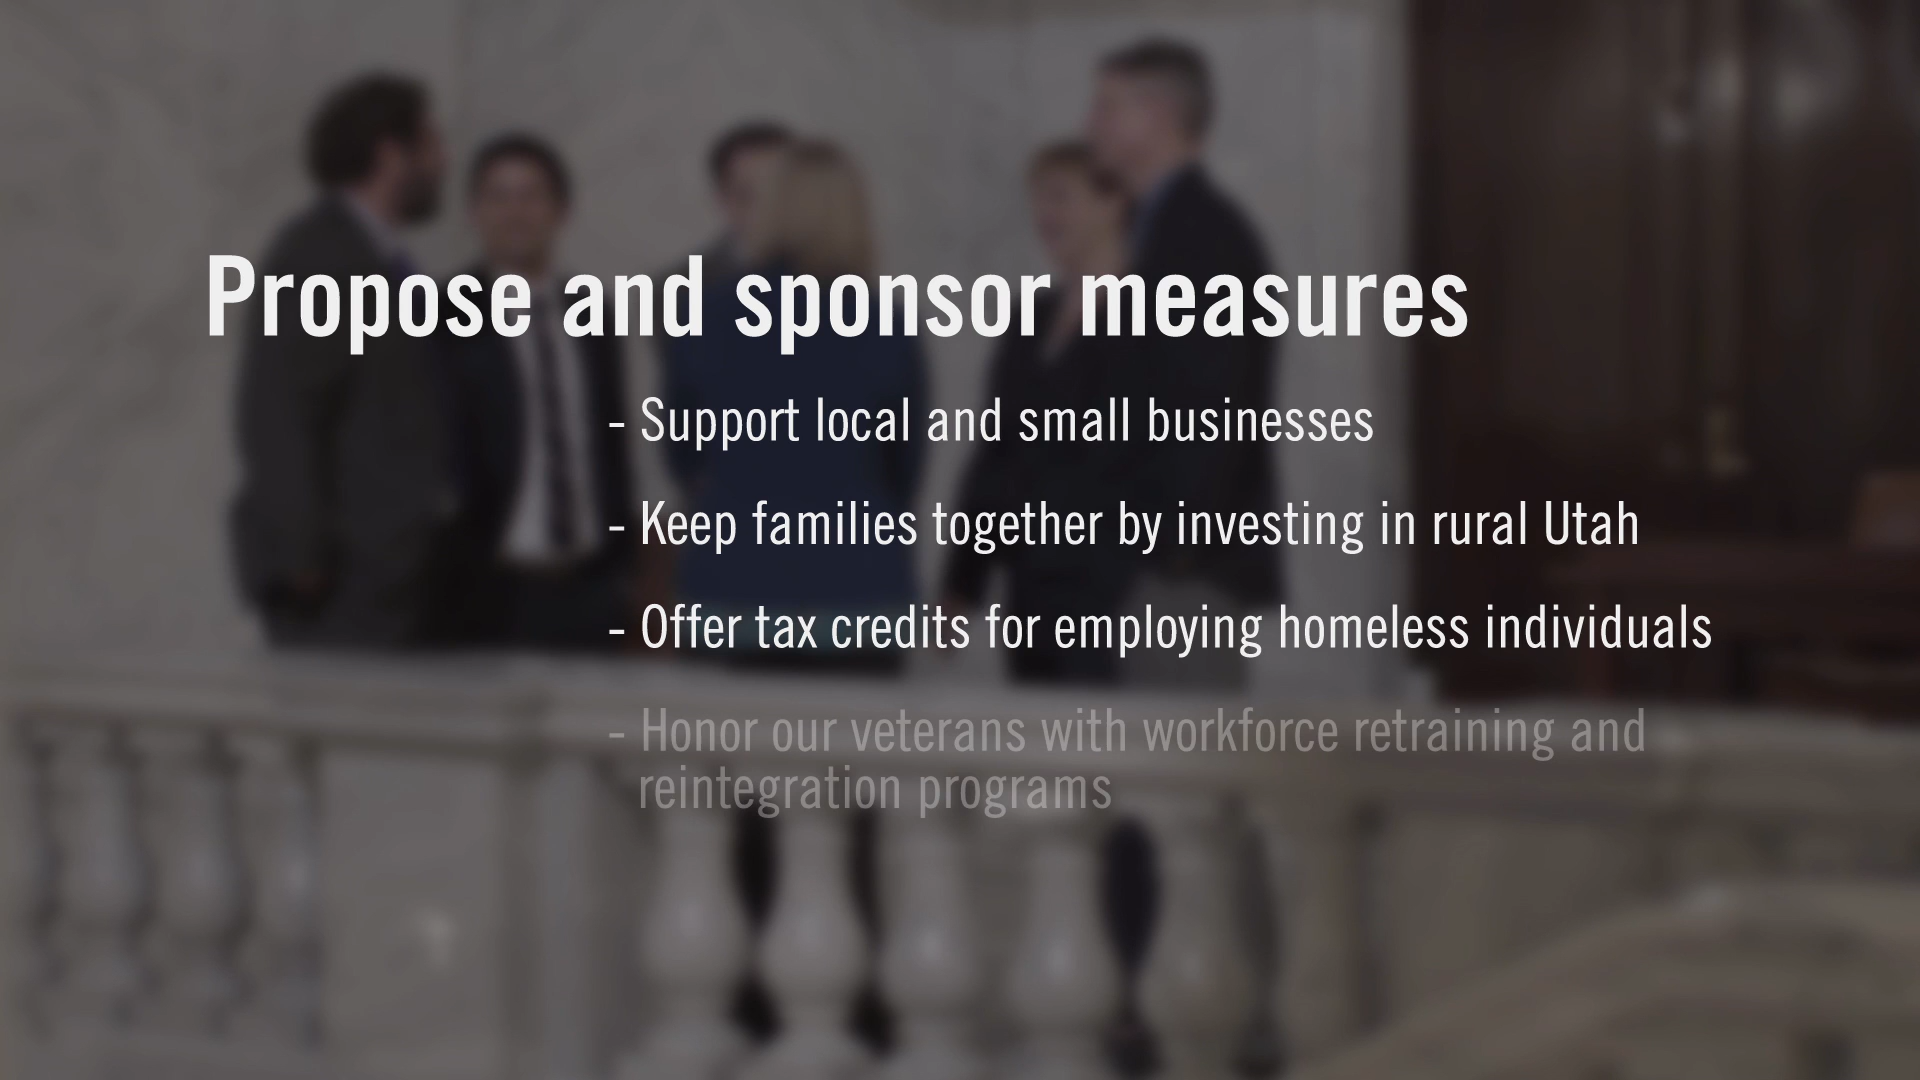 Propose and sponsor measures
- Support local and small businesses
- Keep families together by investing in rural Utah
- Offer tax credits for employing homeless individuals
- Honor our veterans with workforce retraining and
reintegration programs